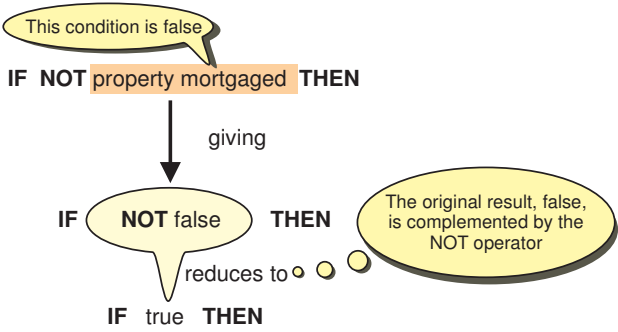 This condition is false
IF NOT property mortgaged THEN
giving
IF NOT false THEN
The original result, false,
is complemented by the
NOT operator
reduces to
IF true THEN